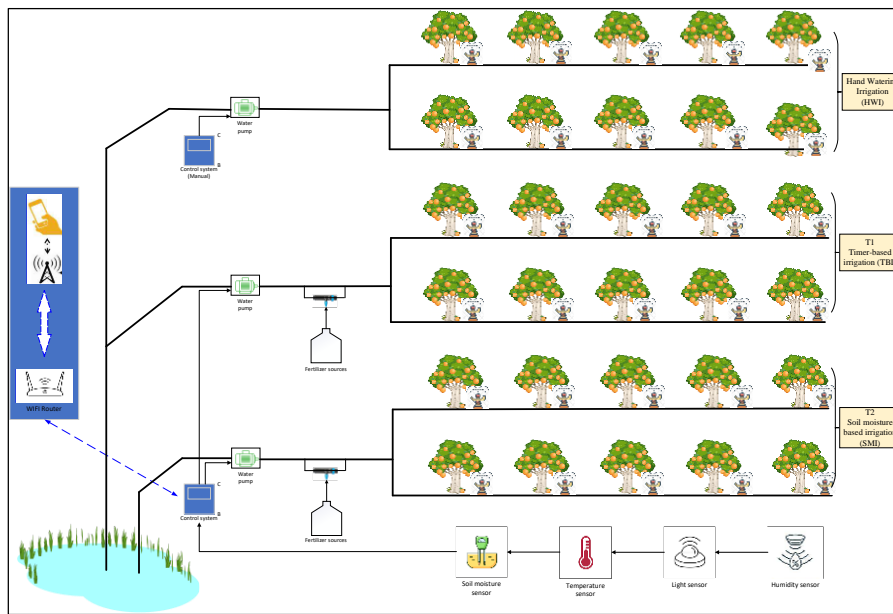 Hand Waterin
Irrigation
(HWI)
Water
pump
C
B
Control system
(Manual)
T1
Timer-based
irrigation (TBI
Water
pump
Fertilizer sources
WIFI Router
T2
Soil moisture
based irrigation
(SMI)
Water
pump
C
B
Control system
Fertilizer sources
Soil moisture
sensor
Temperature
sensor
Light sensor
Humidity sensor